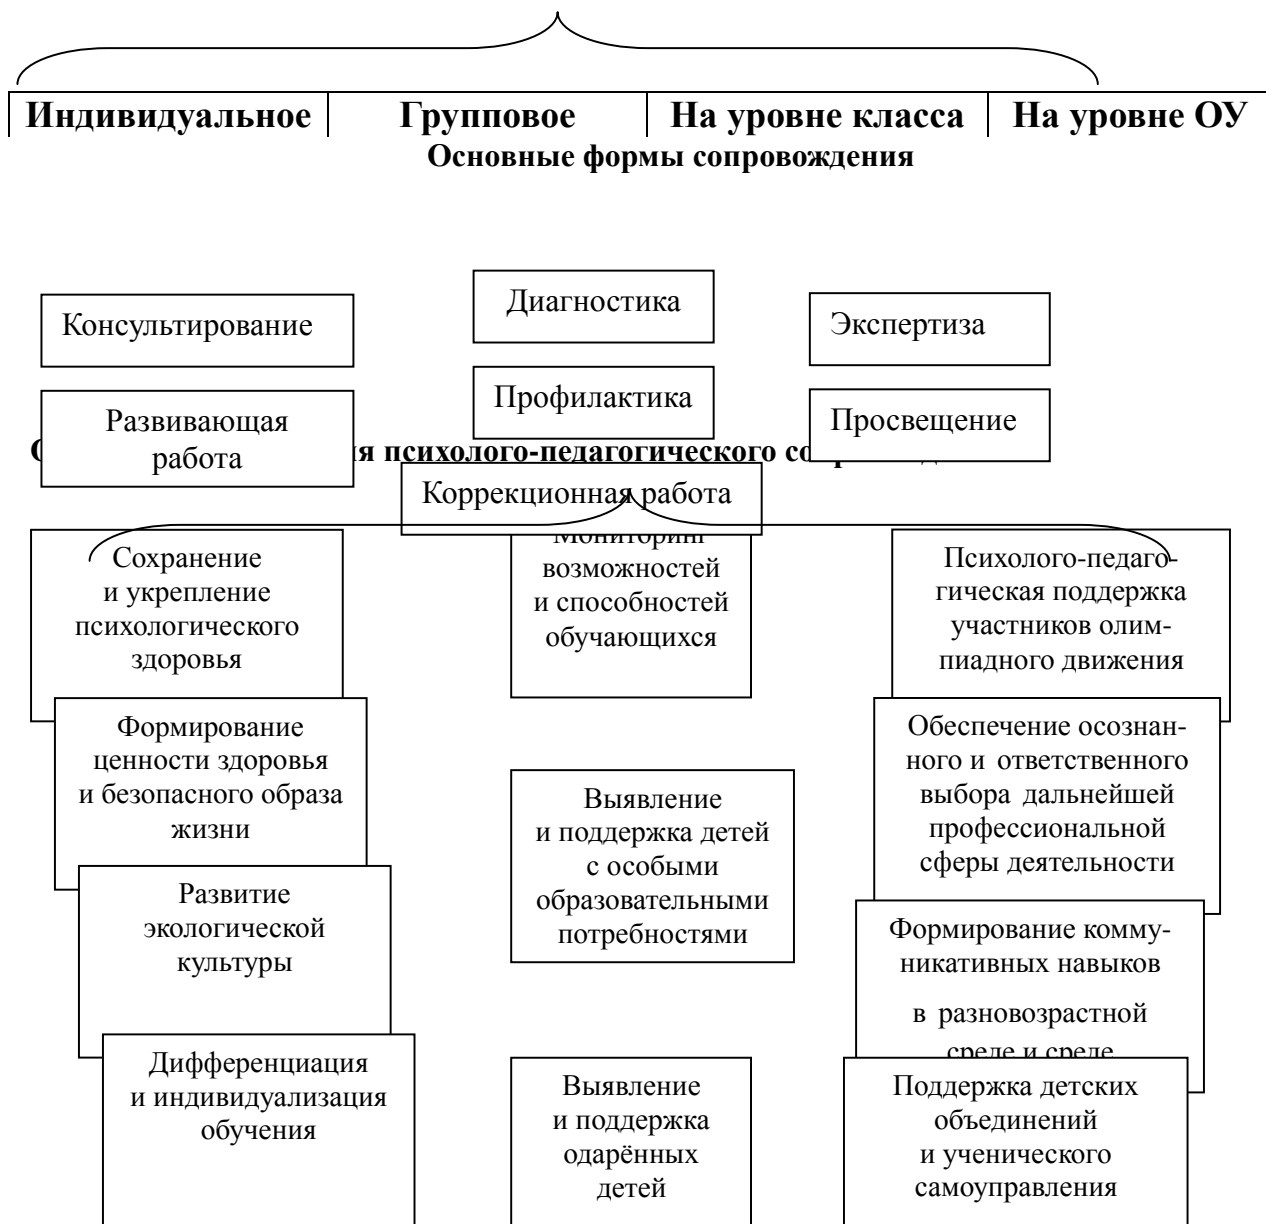 Индивидуальное
Групповое
На уровне класса
На уровне ОУ
Основные формы сопровождения
Консультирование
Диагностика
Экспертиза
Развивающая
работа
Профилактика
Просвещение
психолого-педагогического
Коррекционная работа
Сохранение
и укрепление
психологического
здоровья
Мониторинг
возможностей
и способностей
обучающихся
Психолого-педаго-
гическая поддержка
участников олим-
пиадного движения
Формирование
ценности здоровья
и безопасного образа
жизни
Выявление
и поддержка детей
с особыми
образовательными
потребностями
Обеспечение осознан-
ного и ответственного
выбора дальнейшей
профессиональной
сферы деятельности
Развитие
экологической
культуры
Формирование комму-
никативных навыков
в разновозрастной
среде и среде
Дифференциация
и индивидуализация
обучения
Выявление
и поддержка
одарённых
детей
Поддержка детских
объединений
и ученического
самоуправления